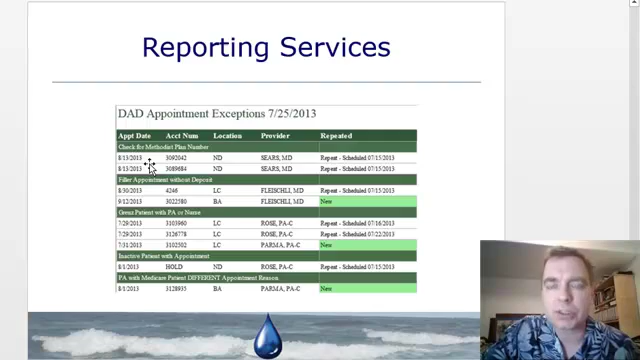 Reporting Services
DAD Appointment Exceptions 7/25/2013
Appt Date Acct Num Location Provider Repeated
Check for Methodist Plan Number
8/13/2013 3092042 ND SEARS, MD Repeat - Scheduled 07/15/2013
8/13/2013 3089684 ND SEARS, MD Repeat - Scheduled 07/15/2013
Filler Appointment without Deposit
8/30/2013 4246 LC FLEISCHLI, MD Repeat - Scheduled 07/15/2013
9/12/2013 3022580 BA FLEISCHLI, MD New
Grens Patient with PA or Nurse
7/29/2013 3103960 LC ROSE, PA-C Repeat - Scheduled 07/16/2013
7/29/2013 3126778 LC ROSE, PA-C Repeat - Scheduled 07/22/2013
7/31/2013 3102502 LC PARMA, PA-C New
Inactive Patient with Appointment
8/1/2013 HOLD ND ROSE, PA-C Repeat - Scheduled 07/15/2013
PA with Medicare Patient DIFFERENT Appointment Reason
8/1/2013 3128935 BA PARMA, PA-C New